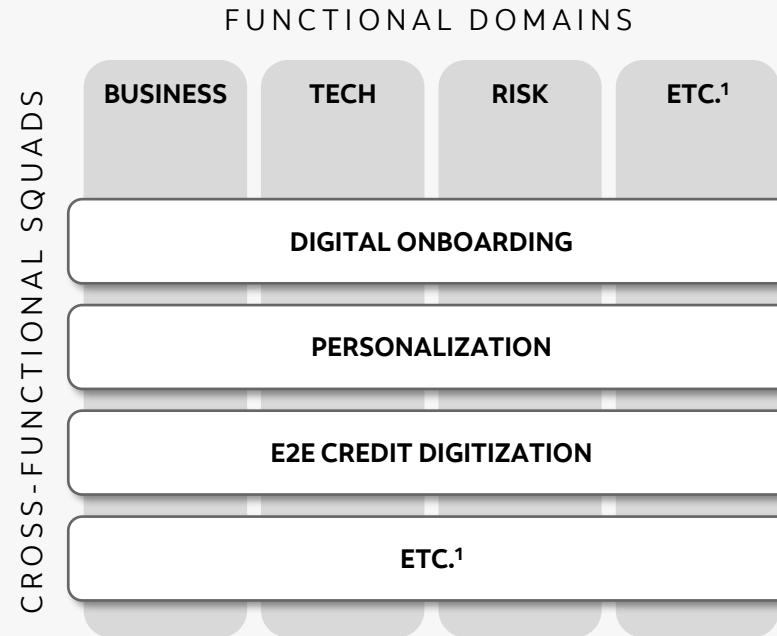 FUNCTIONAL DOMAINS
CROSS-FUNCTIONAL SQUADS
BUSINESS TECH RISK ETC.¹
DIGITAL ONBOARDING
PERSONALIZATION
E2E CREDIT DIGITIZATION
ETC.¹